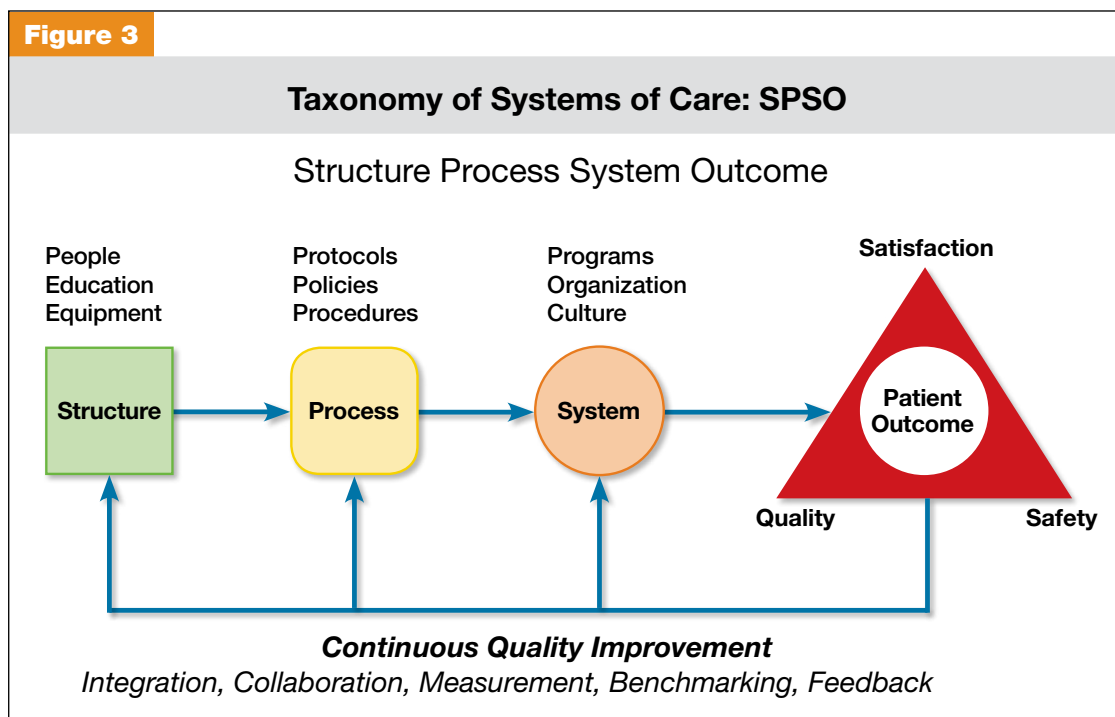 Figure 3
Taxonomy of Systems of Care: SPSO
Structure Process System Outcome
People
Education
Equipment
Protocols
Policies
Procedures
Programs
Organization
Culture
Satisfaction
Structure
Process
System
Patient
Outcome
Quality
Safety
Continuous Quality Improvement
Integration, Collaboration, Measurement, Benchmarking, Feedback